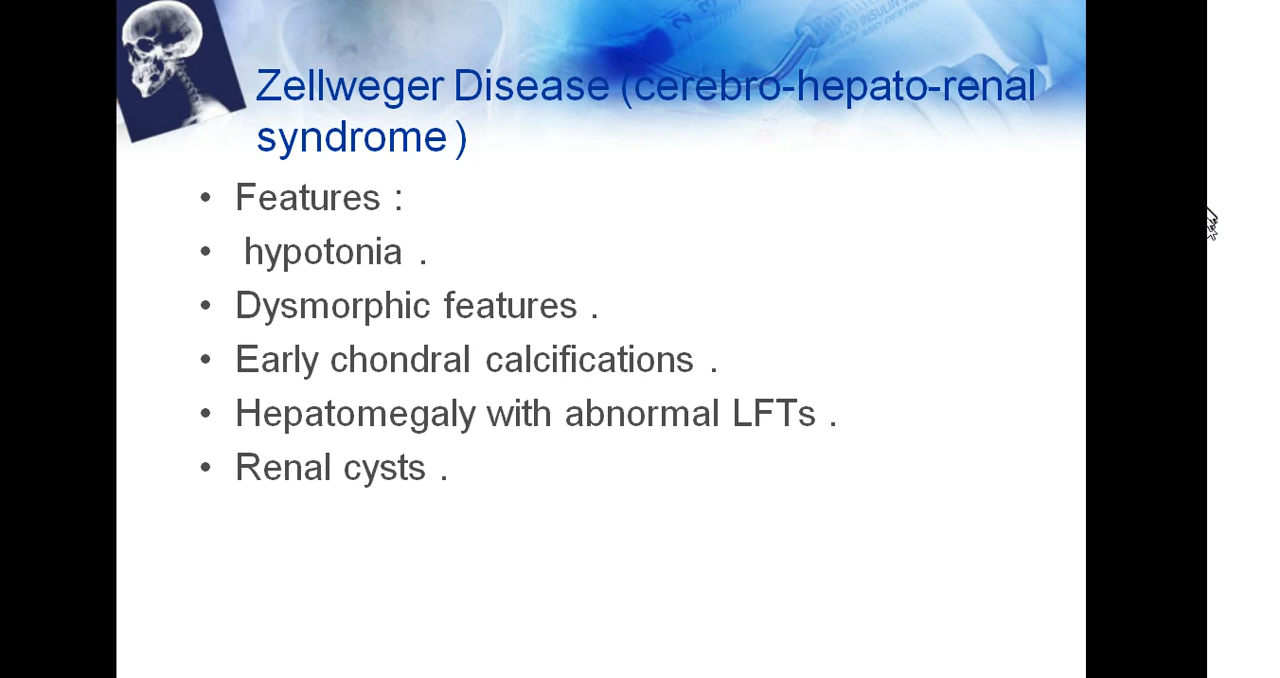 Zellweger Disease (cerebro-hepato-renal
syndrome )
• Features :
• hypotonia .
• Dysmorphic features .
• Early chondral calcifications .
• Hepatomegaly with abnormal LFTs .
• Renal cysts .